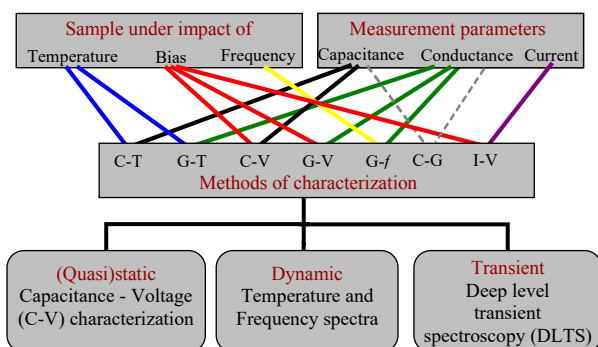 Sample under impact of
Temperature Bias Frequency
Measurement parameters
Capacitance Conductance Current
C-T G-T C-V G-V G-f C-G I-V
Methods of characterization
(Quasi)static
Capacitance - Voltage
(C-V) characterization
Dynamic
Temperature and
Frequency spectra
Transient
Deep level
transient
spectroscopy (DLTS)